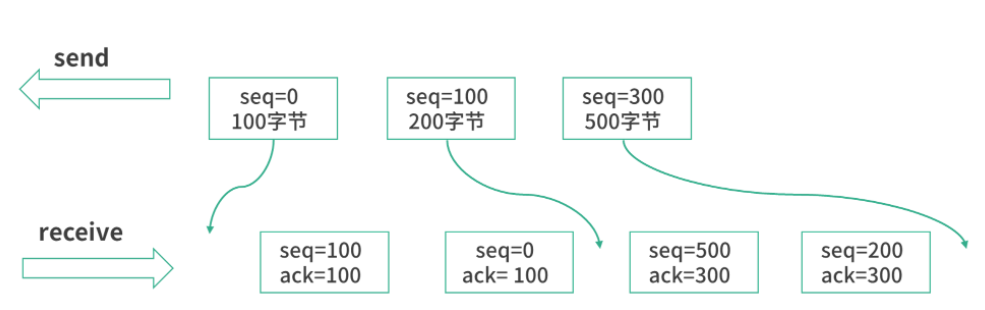 send
seq=0
100字节
seq=100
200字节
seq=300
500字节
receive
seq=100
ack=100
seq=0
ack= 100
seq=500
ack=300
seq=200
ack=300